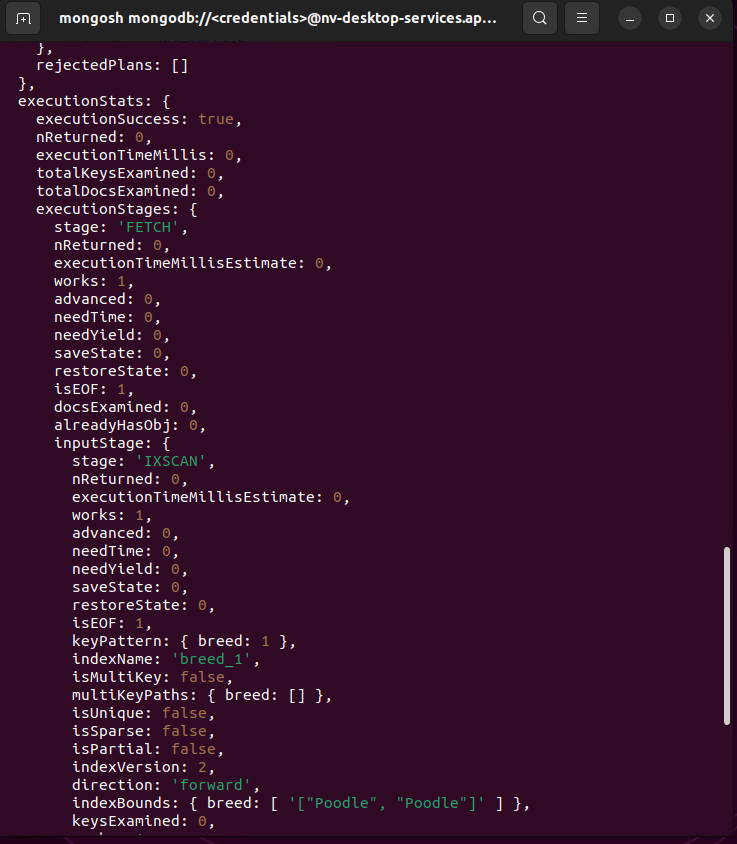 mongosh mongodb://<credentials>@nv-desktop-services.ap...
},
rejectedPlans: []
},
executionStats: {
executionSuccess: true,
nReturned: 0,
executionTimeMillis: 0,
totalKeysExamined: 0,
totalDocsExamined: 0,
executionStages: {
stage: 'FETCH',
nReturned: 0,
executionTimeMillisEstimate: 0,
works: 1,
advanced: 0,
needTime: 0,
needYield: 0,
saveState: 0,
restoreState: 0,
isEOF: 1,
docsExamined: 0,
alreadyHasObj: 0,
inputStage: {
stage: 'IXSCAN',
nReturned: 0,
executionTimeMillisEstimate: 0,
works: 1,
advanced: 0,
needTime: 0,
needYield: 0,
saveState: 0,
restoreState: 0,
isEOF: 1,
keyPattern: { breed: 1 },
indexName: 'breed_1',
isMultiKey: false,
multiKeyPaths: { breed: [] },
isUnique: false,
isSparse: false,
isPartial: false,
indexVersion: 2,
direction: 'forward',
indexBounds: { breed: [ '["Poodle", "Poodle"]' ] },
keysExamined: 0,